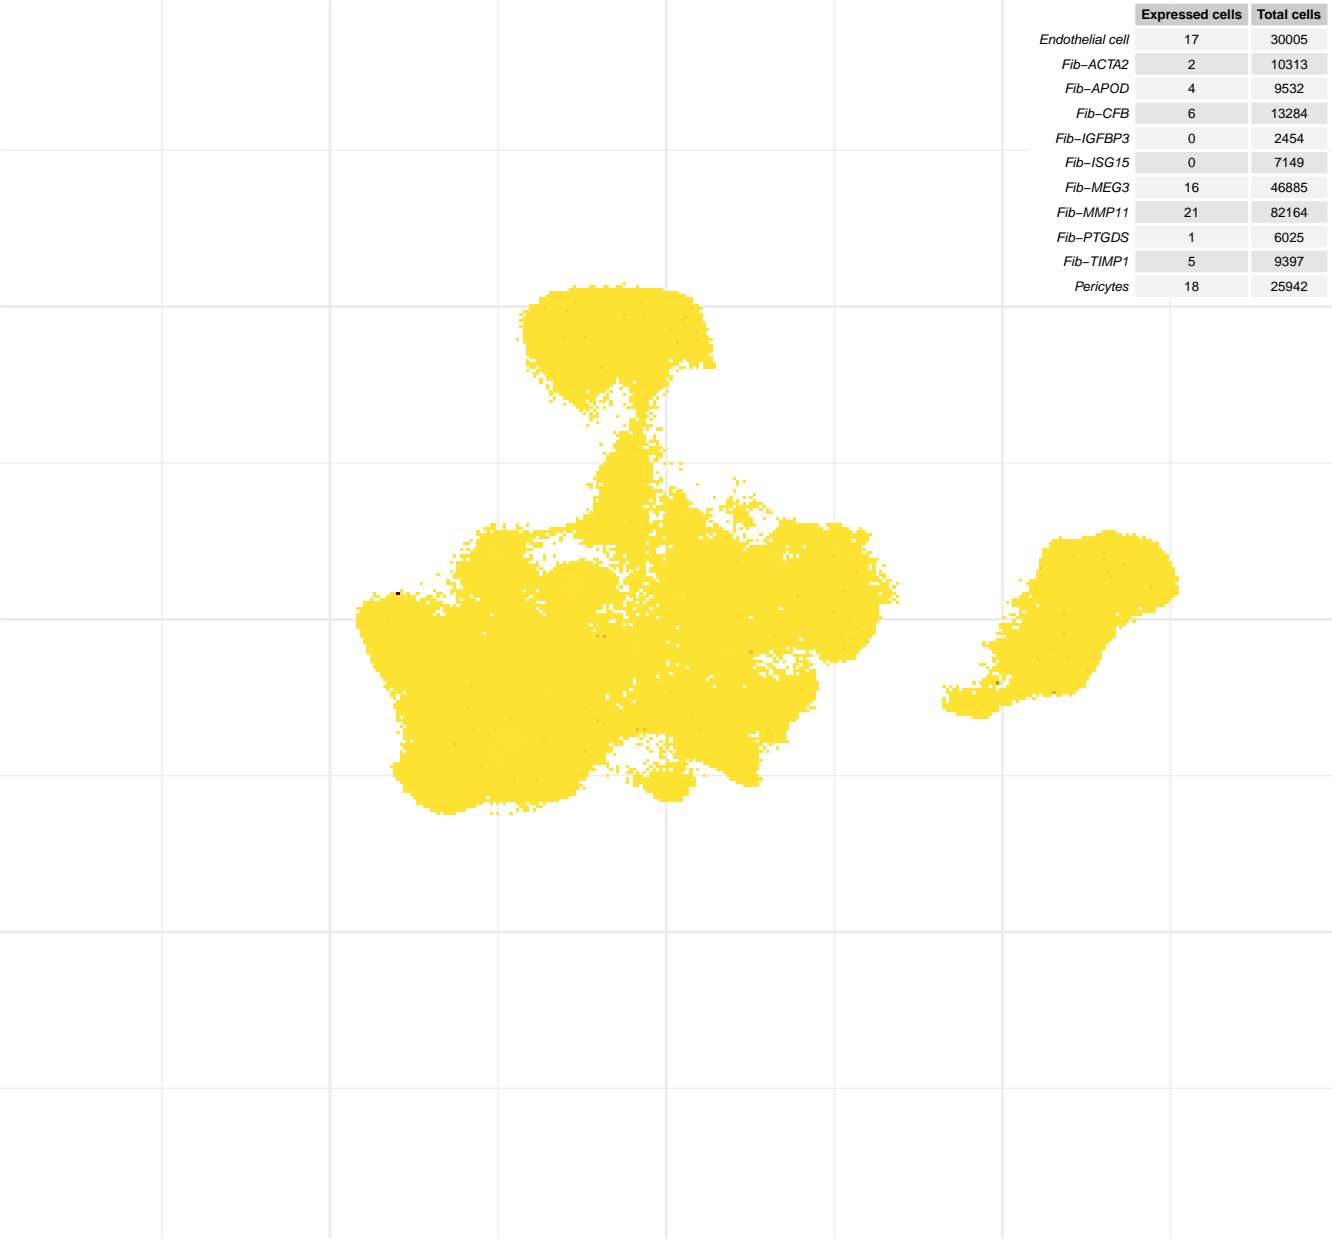 Expressed cells Total cells
Endothelial cell 17 30005
Fib−ACTA2 2 10313
Fib−APOD 4 9532
Fib−CFB 6 13284
Fib−IGFBP3 0 2454
Fib−ISG15 0 7149
Fib−MEG3 16 46885
Fib−MMP11 21 82164
Fib−PTGDS 1 6025
Fib−TIMP1 5 9397
Pericytes 18 25942